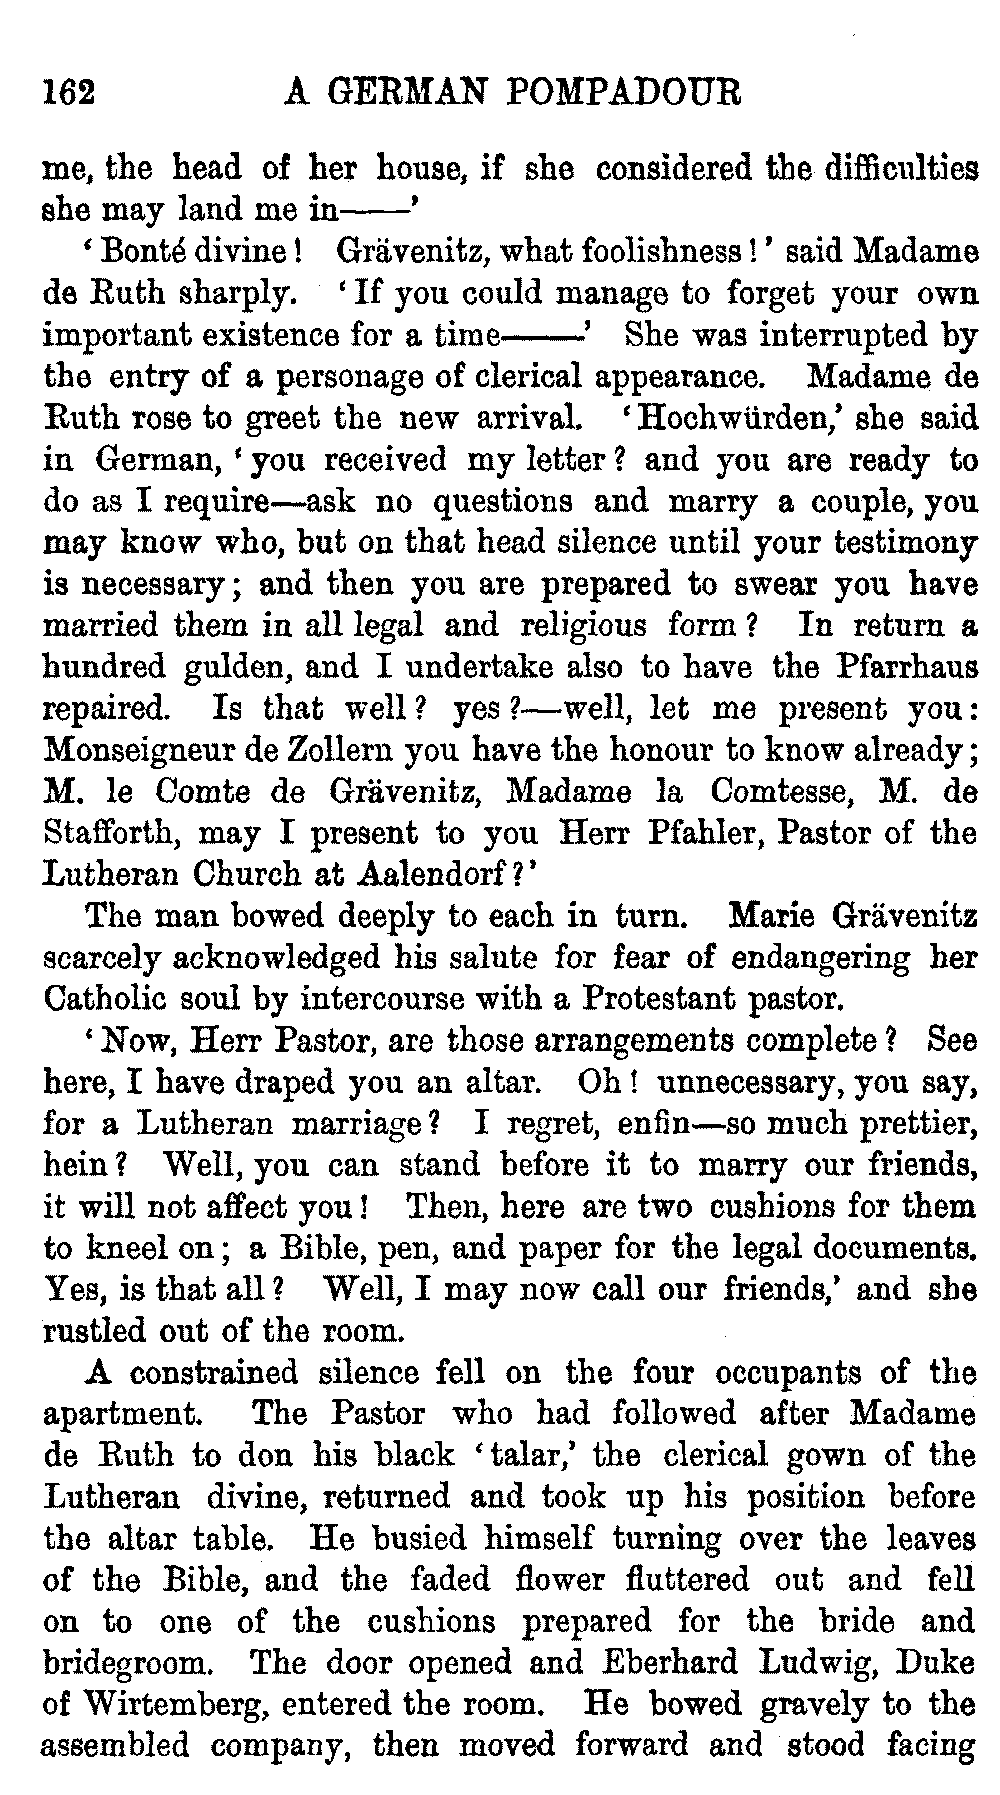 162 A GERMAN POMPADOUR
me, the head of her house, if she considered the difficulties
she may land me in——'
'Bonté divine! Grävenitz, what foolishness!' said Madame
de Ruth sharply. 'If you could manage to forget your own
important existence for a time——' She was interrupted by
the entry of a personage of clerical appearance. Madame de
Ruth rose to greet the new arrival. 'Hochwürden,' she said
in German, 'you received my letter? and you are ready to
do as I require—ask no questions and marry a couple, you
may know who, but on that head silence until your testimony
is necessary; and then you are prepared to swear you have
married them in all legal and religious form? In return a
hundred gulden, and I undertake also to have the Pfarrhaus
repaired. Is that well? yes?—well, let me present you:
Monseigneur de Zollern you have the honour to know already;
M. le Comte de Grävenitz, Madame la Comtesse, M. de
Stafforth, may I present to you Herr Pfahler, Pastor of the
Lutheran Church at Aalendorf?'
The man bowed deeply to each in turn. Marie Grävenitz
scarcely acknowledged his salute for fear of endangering her
Catholic soul by intercourse with a Protestant pastor.
'Now, Herr Pastor, are those arrangements complete? See
here, I have draped you an altar. Oh! unnecessary, you say,
for a Lutheran marriage? I regret, enfin—so much prettier,
hein? Well, you can stand before it to marry our friends,
it will not affect you! Then, here are two cushions for them
to kneel on; a Bible, pen, and paper for the legal documents.
Yes, is that all? Well, I may now call our friends,' and she
rustled out of the room.
A constrained silence fell on the four occupants of the
apartment. The Pastor who had followed after Madame
de Ruth to don his black 'talar,' the clerical gown of the
Lutheran divine, returned and took up his position before
the altar table. He busied himself turning over the leaves
of the Bible, and the faded flower fluttered out and fell
on to one of the cushions prepared for the bride and
bridegroom. The door opened and Eberhard Ludwig, Duke
of Wirtemberg, entered the room. He bowed gravely to the
assembled company, then moved forward and stood facing